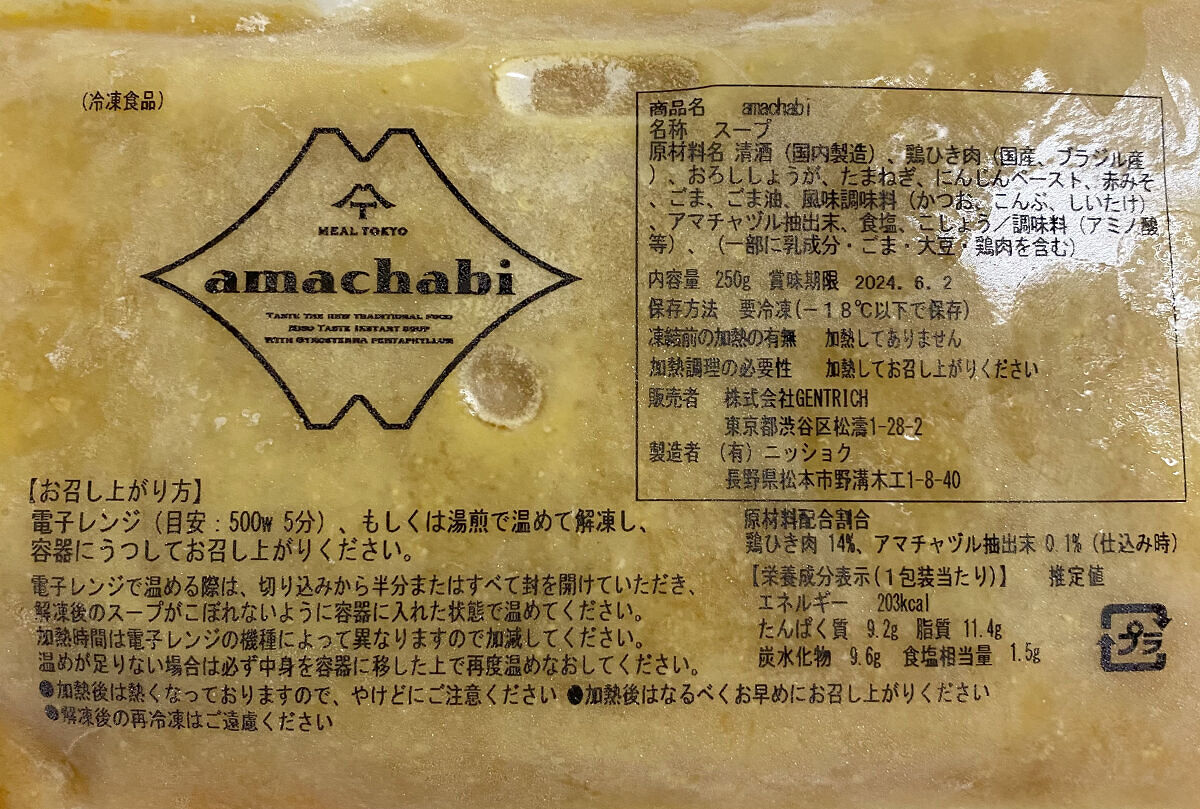 (冷凍食品)
MEAL TOKYO
amachabi
TASTE THE NEW TRADITIONAL FOOD
MISO TASTE INSTANT SOUP
WITH GYNOSTEMMA PENTAPHYLLUM
商品名 amachabi
名称 スープ
原材料名 清酒(国内製造)、鶏ひき肉(国産、ブラジル産
)、おろししょうが、たまねぎ、にんじんペースト、赤みそ
、ごま、ごま油、風味調味料(かつお、こんぶ、しいたけ)
、アマチャヅル抽出末、食塩、こしょう/調味料(アミノ酸
等)、(一部に乳成分・ごま・大豆・鶏肉を含む)
内容量 250g 賞味期限 2024. 6. 2
保存方法 要冷凍(-18℃以下で保存)
凍結前の加熱の有無 加熱してありません
加熱調理の必要性 加熱してお召し上がりください
販売者 株式会社GENTRICH
東京都渋谷区松濤1-28-2
製造者 (有)ニッショク
長野県松本市野溝木工1-8-40
【お召し上がり方】
電子レンジ(目安:500w 5分)、もしくは湯煎で温めて解凍し、
容器にうつしてお召し上がりください。
電子レンジで温める際は、切り込みから半分またはすべて封を開けていただき、
解凍後のスープがこぼれないように容器に入れた状態で温めてください。
加熱時間は電子レンジの機種によって異なりますので加減してください。
温めが足りない場合は必ず中身を容器に移した上で再度温めなおしてください。
●加熱後は熱くなっておりますので、やけどにご注意ください ●加熱後はなるべくお早めにお召し上がりください
●解凍後の再冷凍はご遠慮ください
原材料配合割合
鶏ひき肉 14%、アマチャヅル抽出末 0.1%(仕込み時)
【栄養成分表示(1包装当たり)】 推定値
エネルギー 203kcal
たんぱく質 9.2g 脂質 11.4g
炭水化物 9.6g 食塩相当量 1.5g
プラ